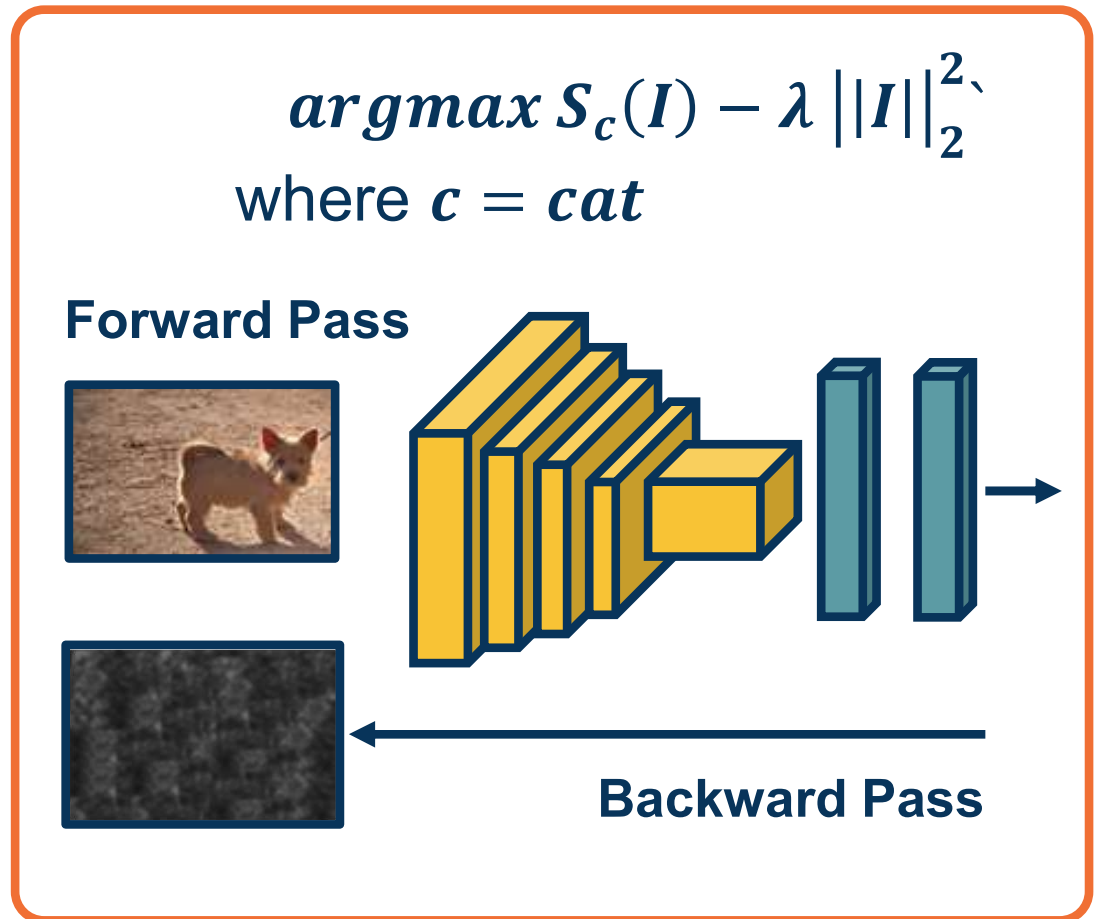 argmax S_c(I) − λ ||I||_2^2`
where c = cat
Forward Pass
Backward Pass